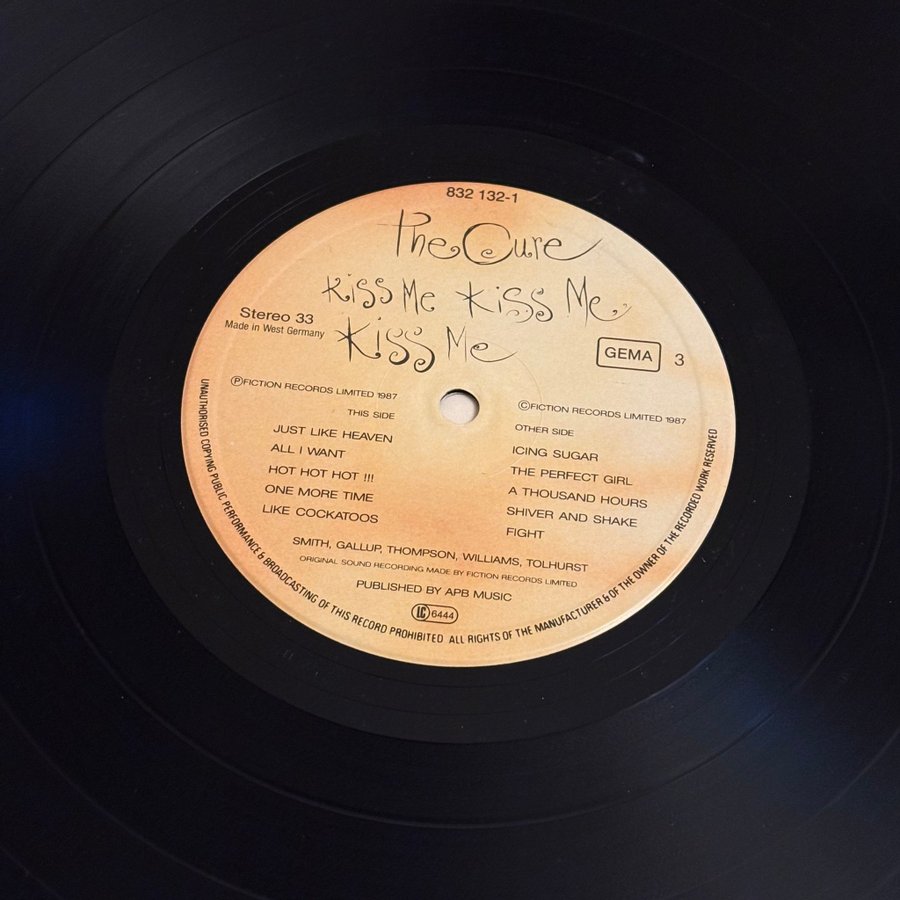 832 132-1
The Cure
Kiss Me Kiss Me
Kiss Me
Stereo 33
Made in West Germany
GEMA 3
ⓅFICTION RECORDS LIMITED 1987
THIS SIDE
JUST LIKE HEAVEN
ALL I WANT
HOT HOT HOT !!!
ONE MORE TIME
LIKE COCKATOOS
ⒸFICTION RECORDS LIMITED 1987
OTHER SIDE
ICING SUGAR
THE PERFECT GIRL
A THOUSAND HOURS
SHIVER AND SHAKE
FIGHT
SMITH, GALLUP, THOMPSON, WILLIAMS, TOLHURST
ORIGINAL SOUND RECORDING MADE BY FICTION RECORDS LIMITED
PUBLISHED BY APB MUSIC
LC 6444
UNAUTHORISED COPYING PUBLIC PERFORMANCE & BROADCASTING OF THIS RECORD PROHIBITED ALL RIGHTS OF THE MANUFACTURER & OF THE OWNER OF THE RECORDED WORK RESERVED